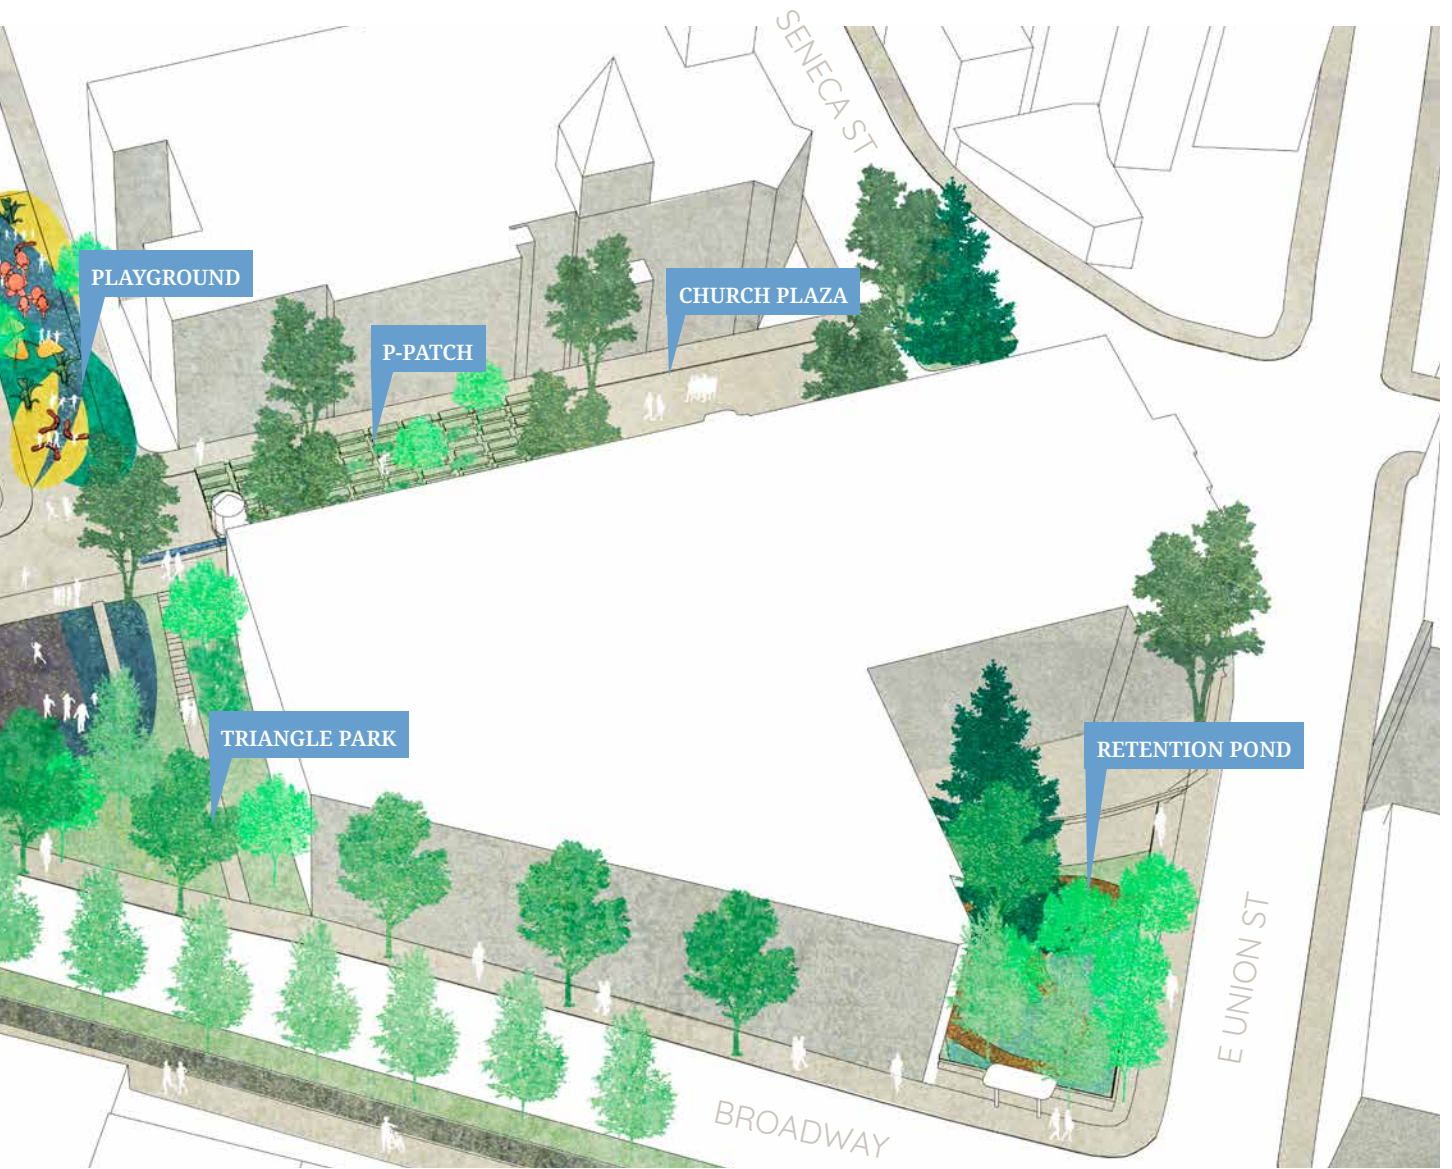 SENECA ST
PLAYGROUND
CHURCH PLAZA
P-PATCH
TRIANGLE PARK
RETENTION POND
E UNION ST
BROADWAY